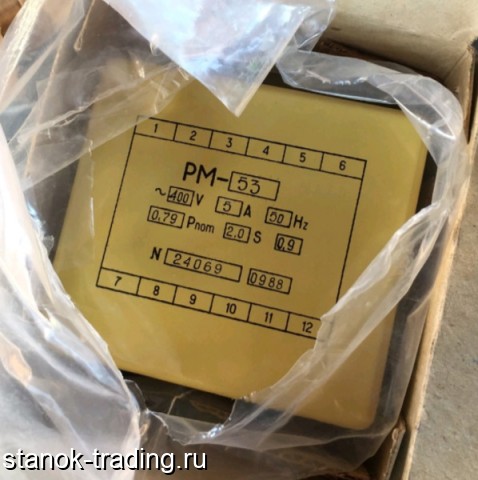 1 2 3 4 5 6
PM-53
~ 400 V 5 A 50 Hz
0,79 Pnom 2,0 S 0,9
N 24069 0988
7 8 9 10 11 12
stanok-trading.ru